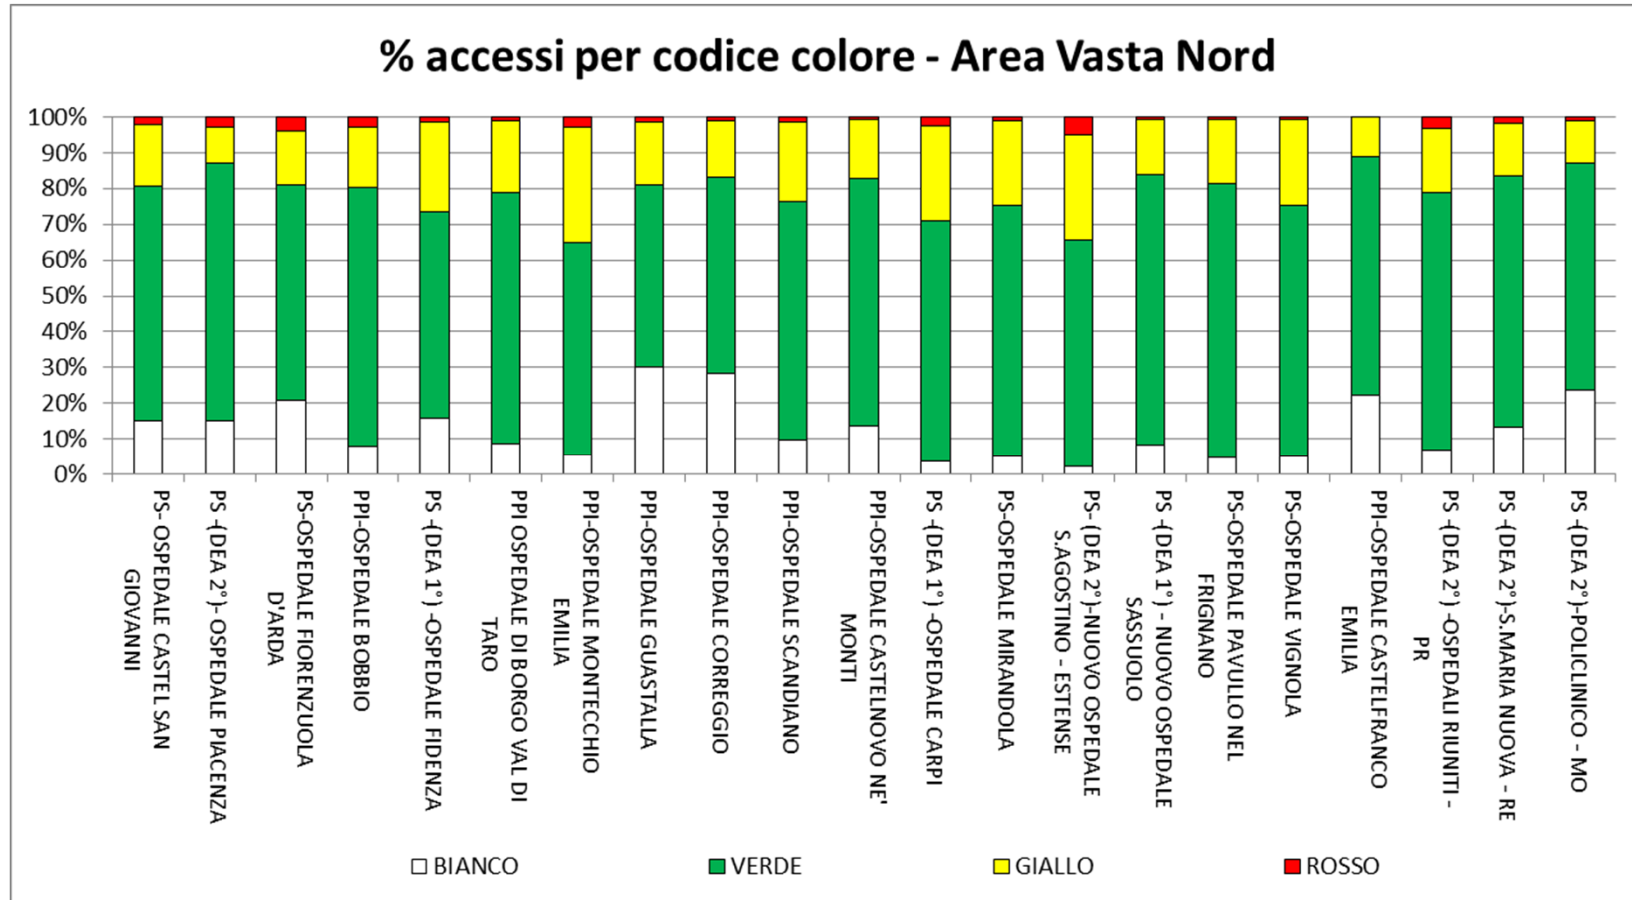 % accessi per codice colore - Area Vasta Nord
100%
90%
80%
70%
60%
50%
40%
30%
20%
10%
0%
PS- OSPEDALE CASTEL SAN
GIOVANNI
PS -(DEA 2°)- OSPEDALE PIACENZA
PS-OSPEDALE FIORENZUOLA
D'ARDA
PPI-OSPEDALE BOBBIO
PS -(DEA 1°) -OSPEDALE FIDENZA
PPI OSPEDALE DI BORGO VAL DI
TARO
PPI-OSPEDALE MONTECCHIO
EMILIA
PPI-OSPEDALE GUASTALLA
PPI-OSPEDALE CORREGGIO
PPI-OSPEDALE SCANDIANO
PPI-OSPEDALE CASTELNOVO NE'
MONTI
PS -(DEA 1°) -OSPEDALE CARPI
PS-OSPEDALE MIRANDOLA
PS- (DEA 2°)-NUOVO OSPEDALE
S.AGOSTINO - ESTENSE
PS -(DEA 1°) - NUOVO OSPEDALE
SASSUOLO
PS-OSPEDALE PAVULLO NEL
FRIGNANO
PS-OSPEDALE VIGNOLA
PPI-OSPEDALE CASTELFRANCO
EMILIA
PS -(DEA 2°) -OSPEDALI RIUNITI -
PR
PS -(DEA 2°)-S.MARIA NUOVA - RE
PS -(DEA 2°)-POLICLINICO - MO
BIANCO
VERDE
GIALLO
ROSSO